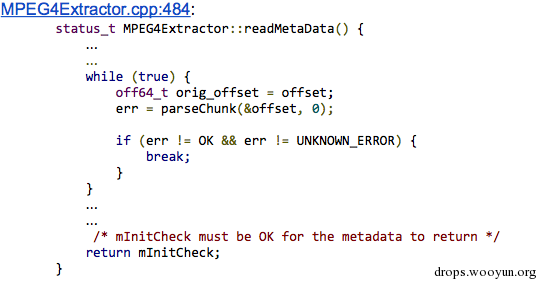 MPEG4Extractor.cpp:484:
status_t MPEG4Extractor::readMetaData() {
...
...
while (true) {
off64_t orig_offset = offset;
err = parseChunk(&offset, 0);
if (err != OK && err != UNKNOWN_ERROR) {
break;
}
}
...
...
/* mInitCheck must be OK for the metadata to return */
return mInitCheck;
}
drops.wooyun.org